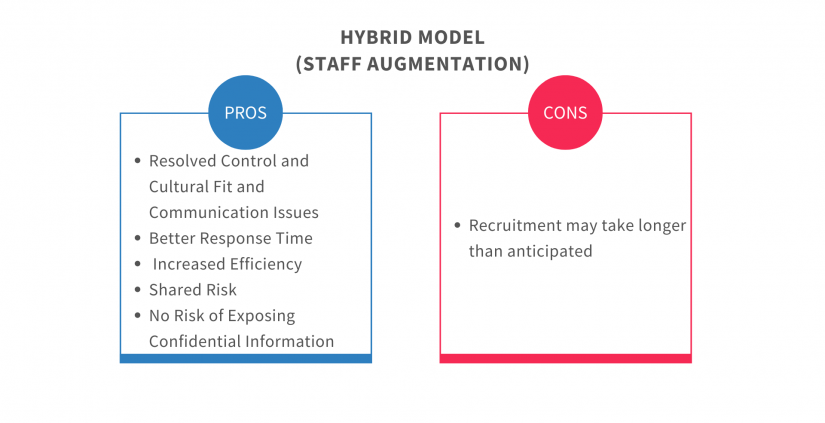 HYBRID MODEL
(STAFF AUGMENTATION)
PROS
• Resolved Control and
Cultural Fit and
Communication Issues
• Better Response Time
• Increased Efficiency
• Shared Risk
• No Risk of Exposing
Confidential Information
CONS
• Recruitment may take longer
than anticipated